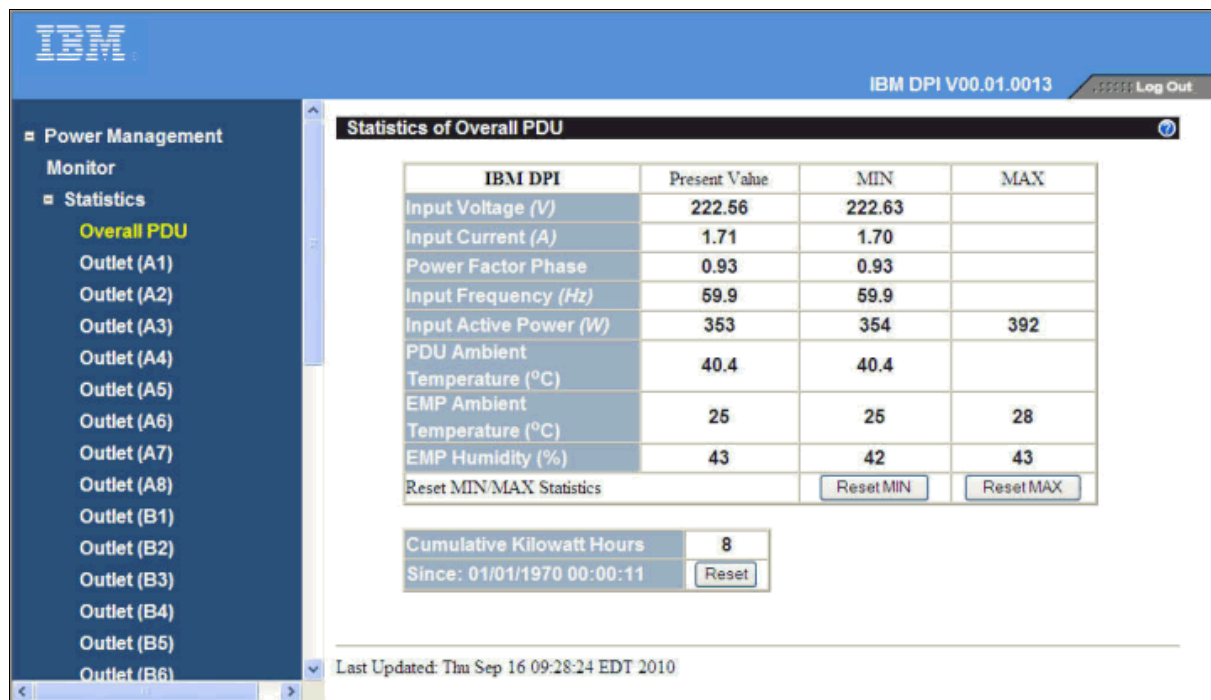 IBM
IBM DPI V00.01.0013
Log Out
Power Management
Monitor
Statistics
Overall PDU
Outlet (A1)
Outlet (A2)
Outlet (A3)
Outlet (A4)
Outlet (A5)
Outlet (A6)
Outlet (A7)
Outlet (A8)
Outlet (B1)
Outlet (B2)
Outlet (B3)
Outlet (B4)
Outlet (B5)
Outlet (B6)
Statistics of Overall PDU ?
IBM DPI Present Value MIN MAX
Input Voltage (V) 222.56 222.63
Input Current (A) 1.71 1.70
Power Factor Phase 0.93 0.93
Input Frequency (Hz) 59.9 59.9
Input Active Power (W) 353 354 392
PDU Ambient
Temperature (ºC) 40.4 40.4
EMP Ambient
Temperature (ºC) 25 25 28
EMP Humidity (%) 43 42 43
Reset MIN/MAX Statistics Reset MIN Reset MAX
Cumulative Kilowatt Hours 8
Since: 01/01/1970 00:00:11 Reset
Last Updated: Thu Sep 16 09:28:24 EDT 2010